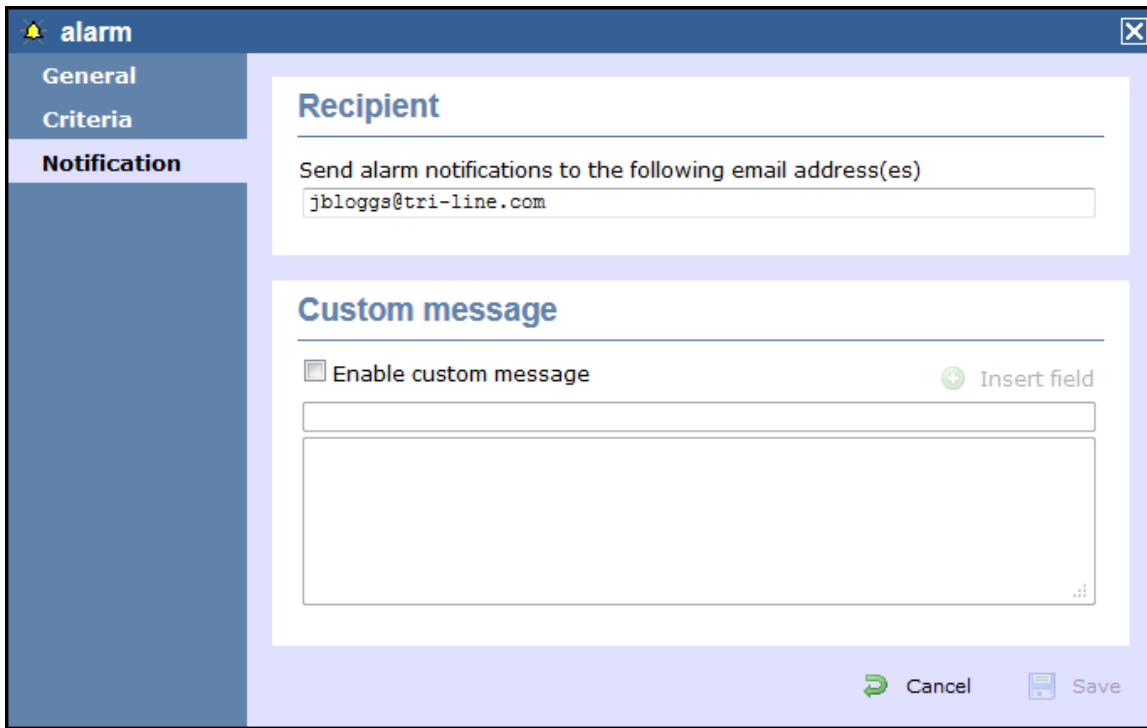 alarm
General
Criteria
Notification
Recipient
Send alarm notifications to the following email address(es)
jbloggs@tri-line.com
Custom message
Enable custom message
Insert field
Cancel
Save